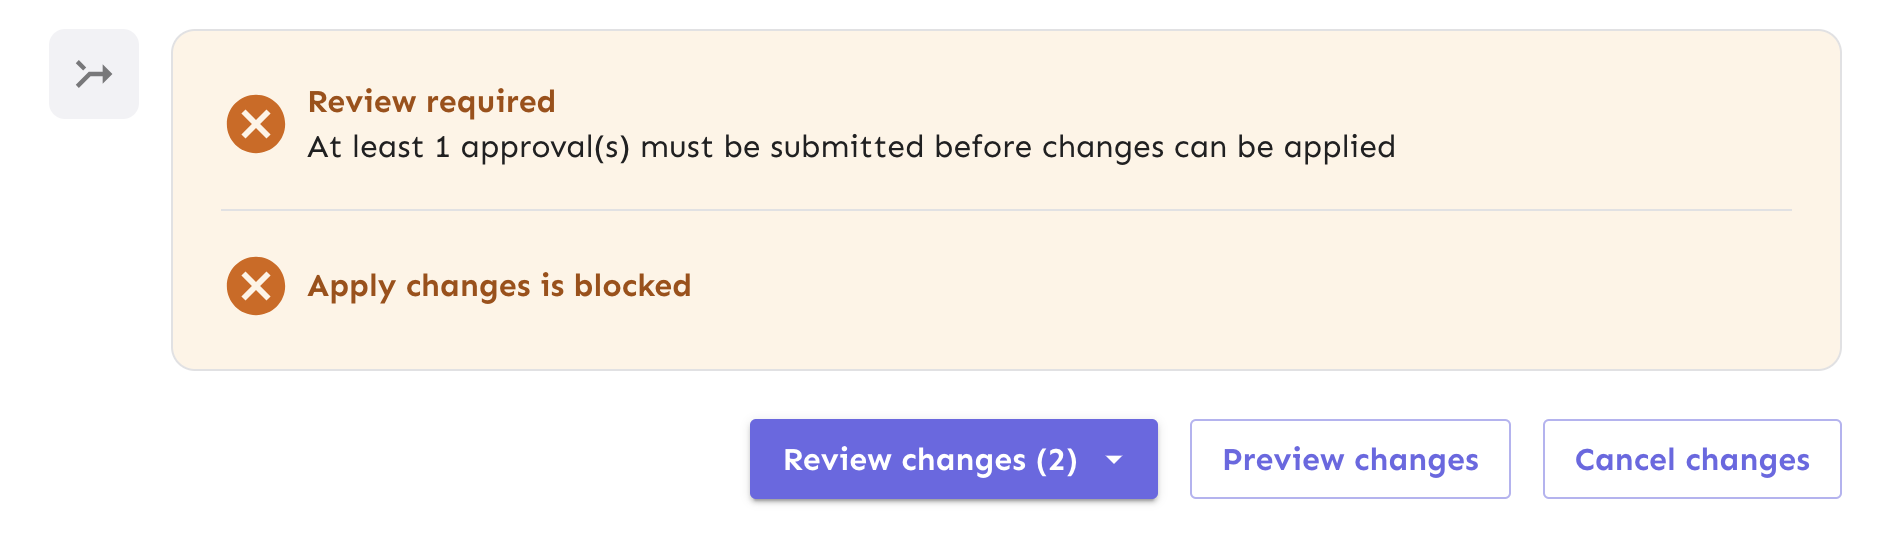 Review required
At least 1 approval(s) must be submitted before changes can be applied
Apply changes is blocked
Review changes (2)
Preview changes
Cancel changes